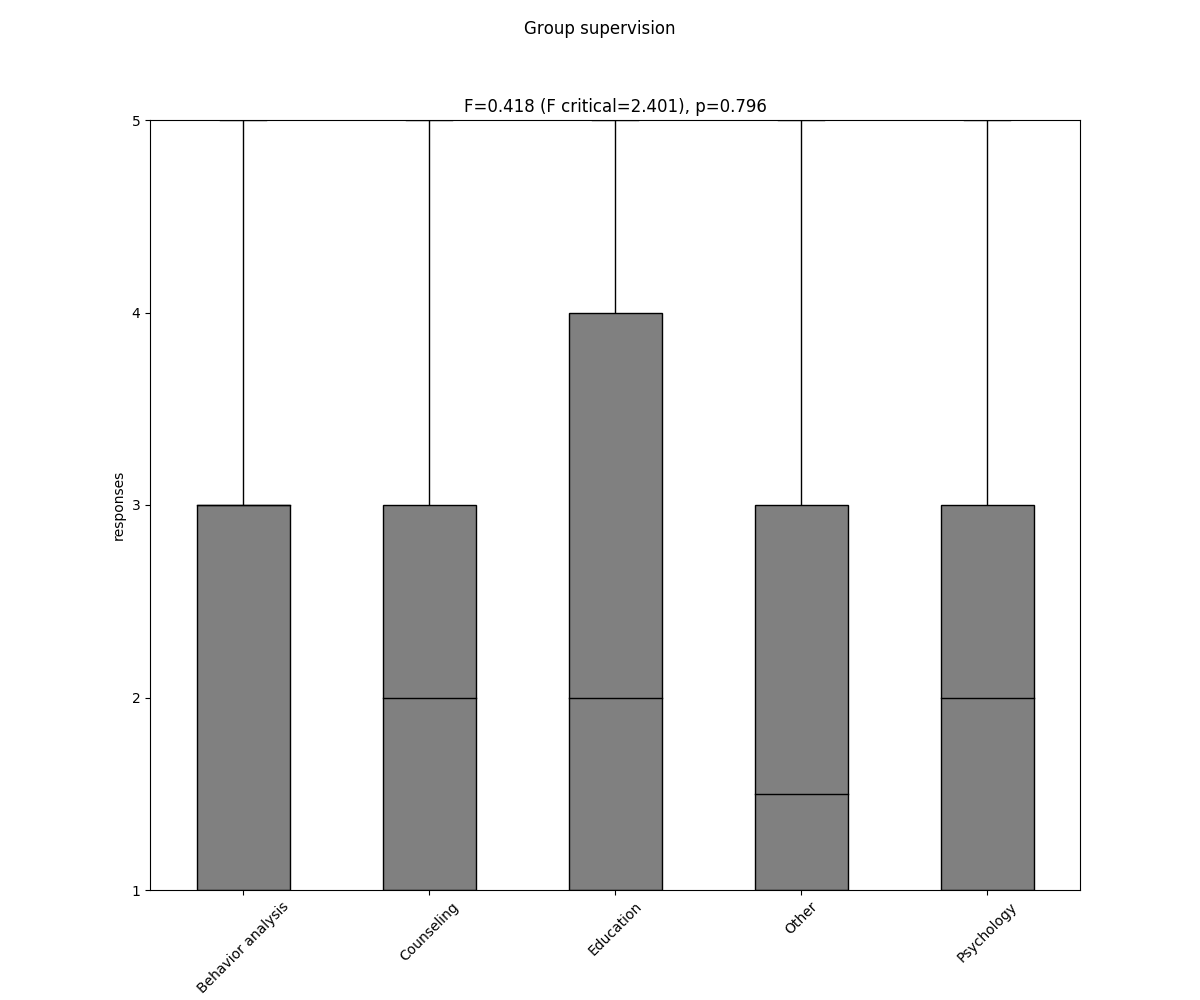 Group supervision
F=0.418 (F critical=2.401), p=0.796
5
4
3
2
1
responses
Behavior analysis
Counseling
Education
Other
Psychology